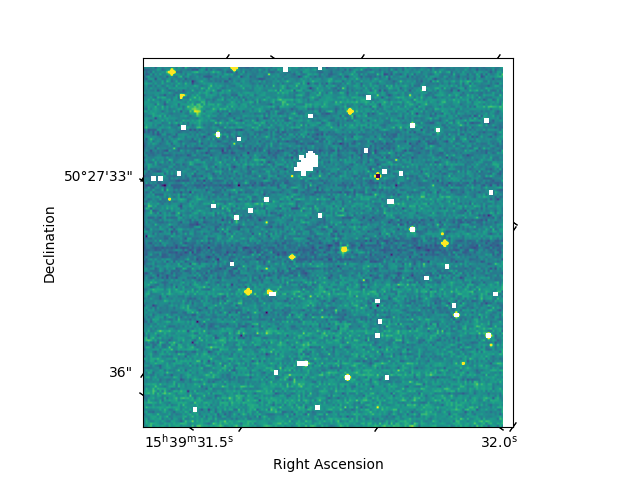 50°27'33"
Declination
36"
15ʰ39ᵐ31.5ˢ
32.0ˢ
Right Ascension